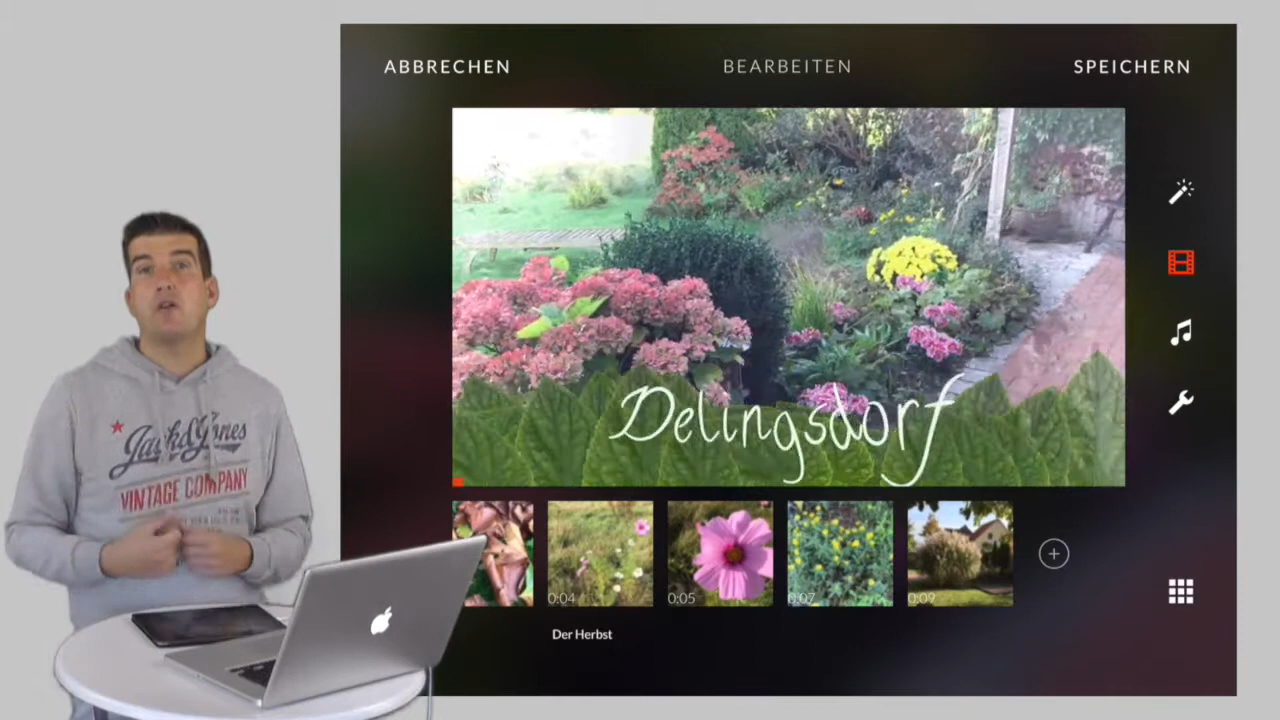 ABBRECHEN
BEARBEITEN
SPEICHERN
Delingsdorf
Jack & Jones
VINTAGE COMPANY
0:04
0:05
0:07
0:09
Der Herbst